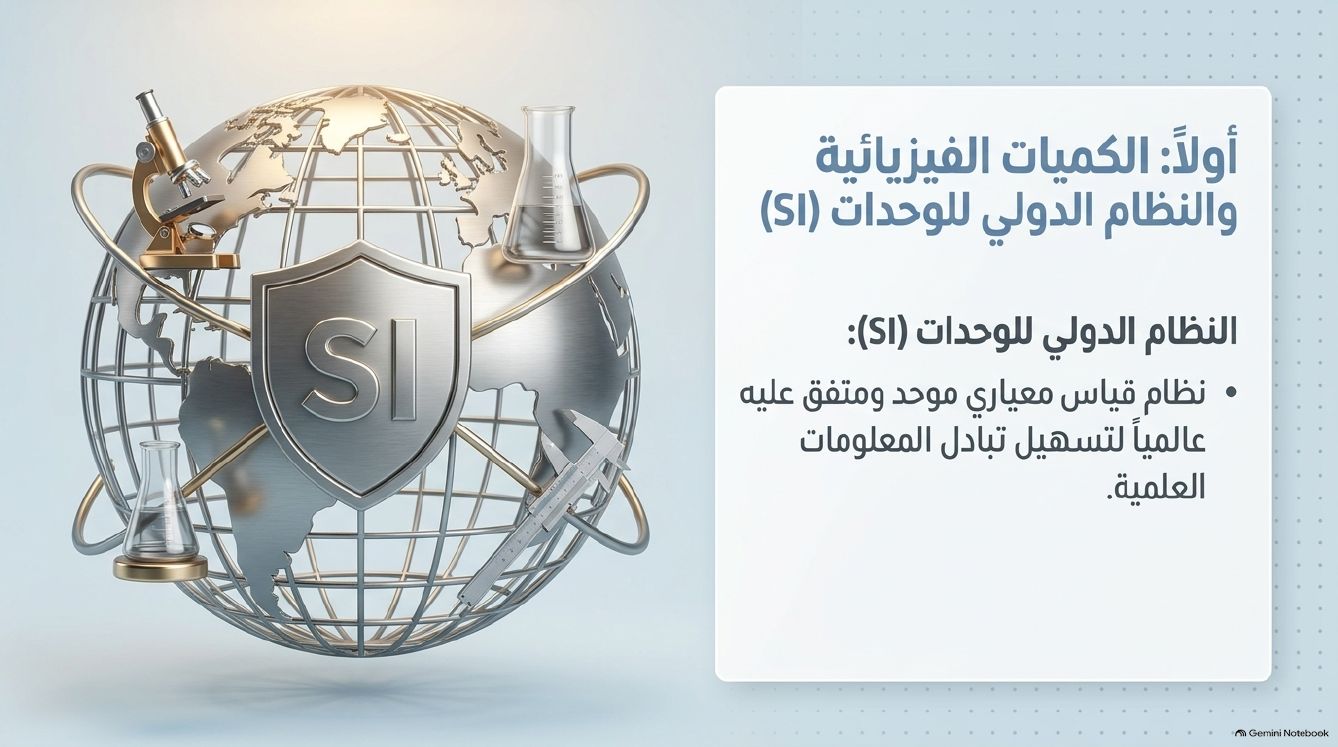 SI
أولاً: الكميات الفيزيائية
والنظام الدولي للوحدات (SI)
النظام الدولي للوحدات (SI):
• نظام قياس معياري موحد ومتفق عليه
عالمياً لتسهيل تبادل المعلومات
العلمية.
Gemini Notebook